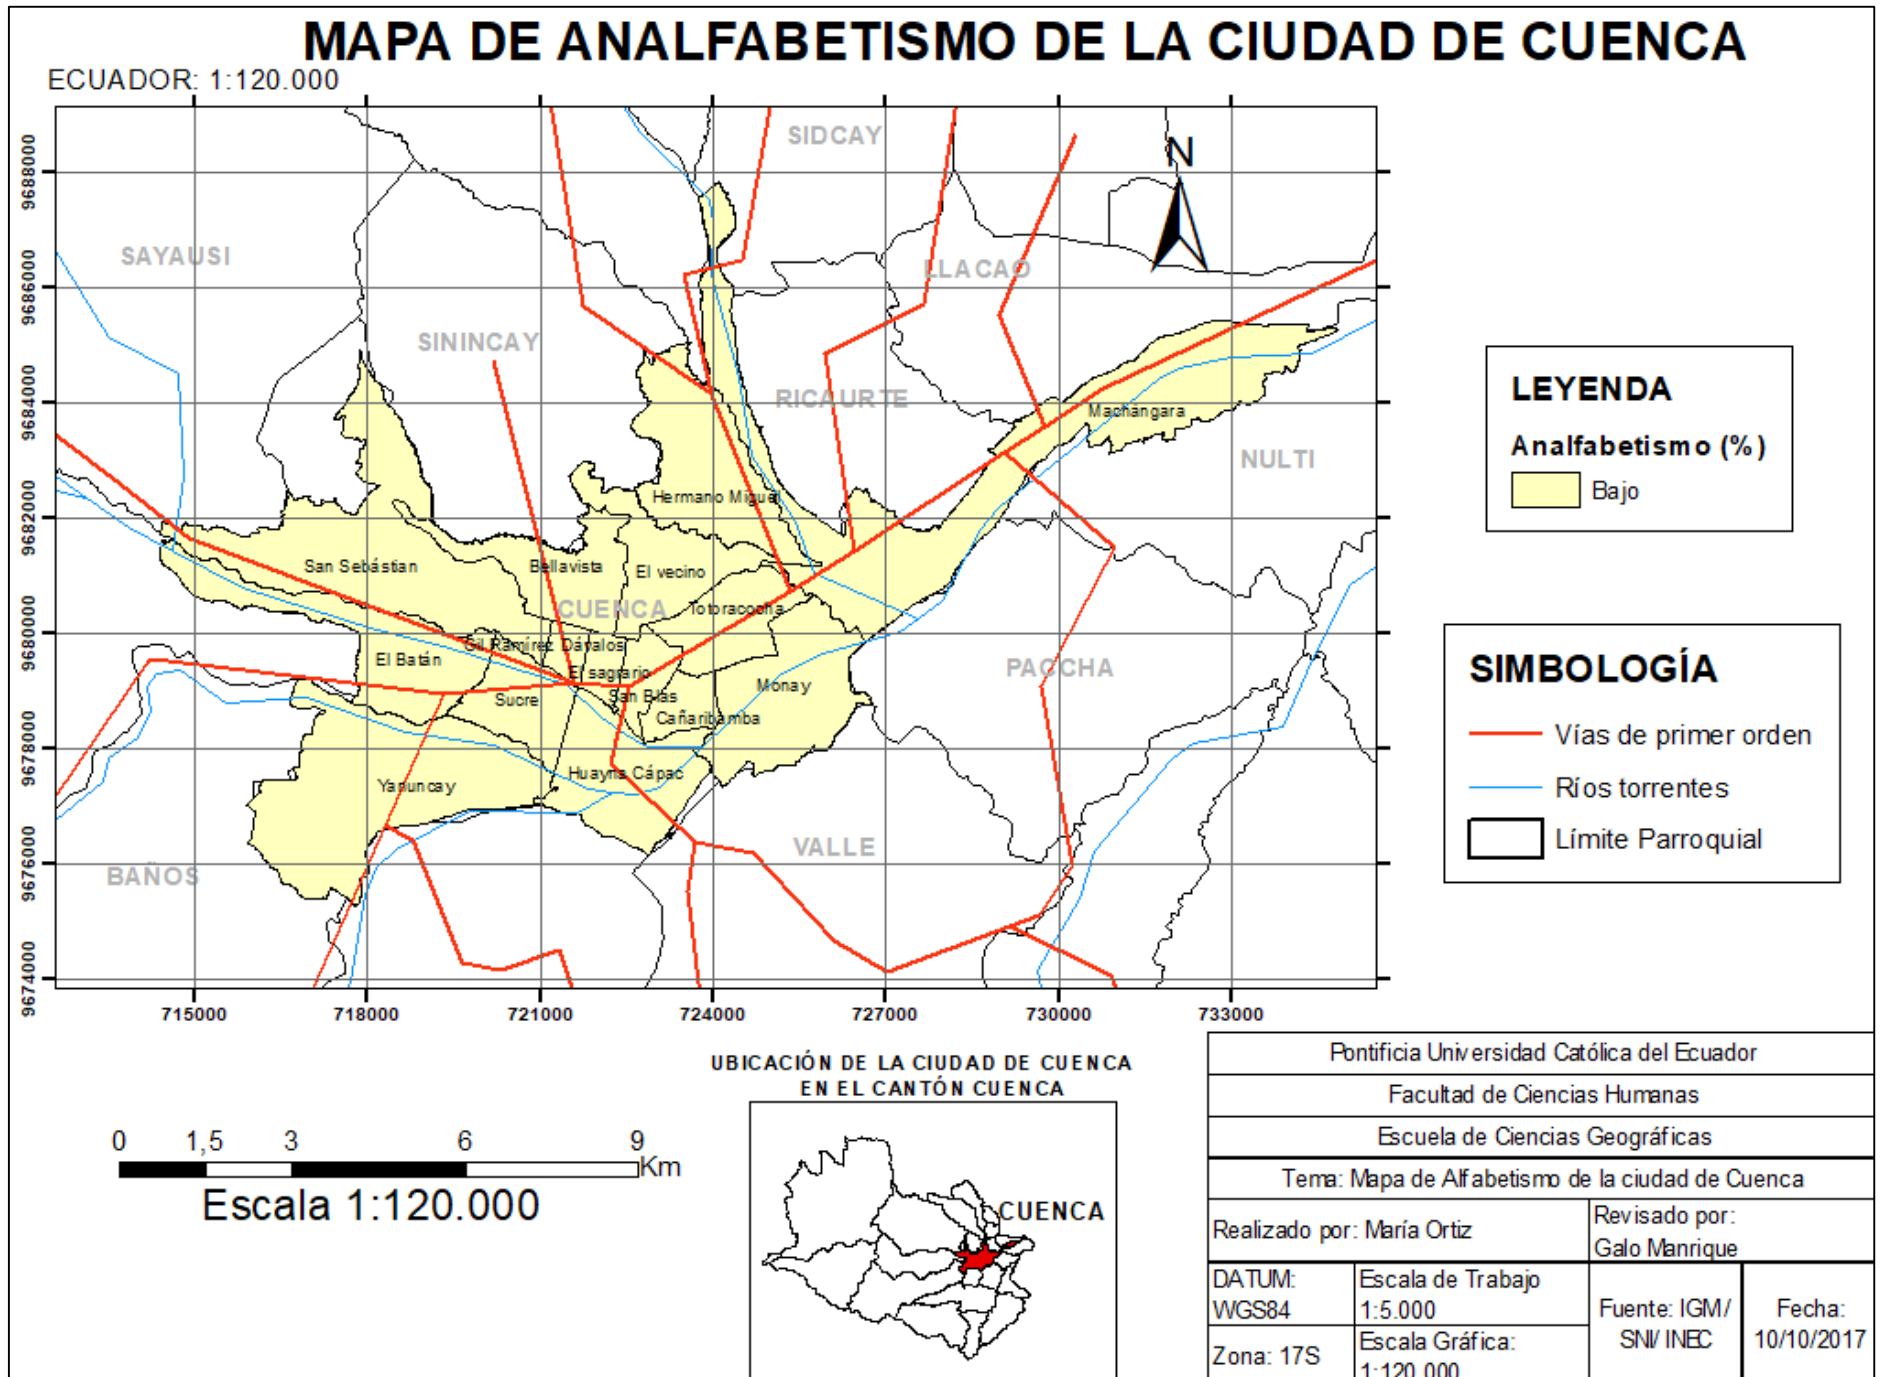 MAPA DE ANALFABETISMO DE LA CIUDAD DE CUENCA
ECUADOR: 1:120.000
SIDCAY
N
SAYAUSI
LLACAO
SININCAY
RICAURTE
Machángara
NULTI
Hermano Miguel
San Sebástian
Bellavista
El vecino
CUENCA
Totoracocha
Gil Ramírez Dávalos
El Batán
El sagrario
PACCHA
Monay
San Blas
Sucre
Cañaribamba
Huayna Cápac
Yanuncay
VALLE
BAÑOS
9688000
9686000
9684000
9682000
9680000
9678000
9676000
9674000
715000 718000 721000 724000 727000 730000 733000
LEYENDA
Analfabetismo (%)
Bajo
SIMBOLOGÍA
Vías de primer orden
Ríos torrentes
Límite Parroquial
0 1,5 3 6 9
Km
Escala 1:120.000
UBICACIÓN DE LA CIUDAD DE CUENCA
EN EL CANTÓN CUENCA
CUENCA
Pontificia Universidad Católica del Ecuador
Facultad de Ciencias Humanas
Escuela de Ciencias Geográficas
Tema: Mapa de Alfabetismo de la ciudad de Cuenca
Realizado por: María Ortiz
Revisado por:
Galo Manrique
DATUM:
WGS84
Escala de Trabajo
1:5.000
Zona: 17S
Escala Gráfica:
1:120.000
Fuente: IGM/
SNI/ INEC
Fecha:
10/10/2017